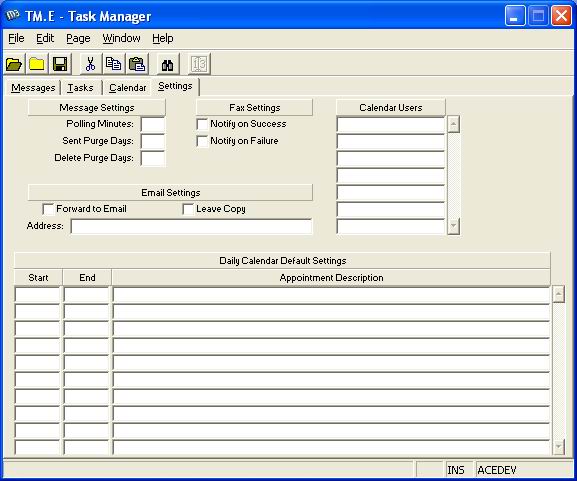 TM.E - Task Manager
File Edit Page Window Help
Messages Tasks Calendar Settings
Message Settings Fax Settings Calendar Users
Polling Minutes: Notify on Success
Sent Purge Days: Notify on Failure
Delete Purge Days:
Email Settings
Forward to Email Leave Copy
Address:
Daily Calendar Default Settings
Start End Appointment Description
INS ACEDEV